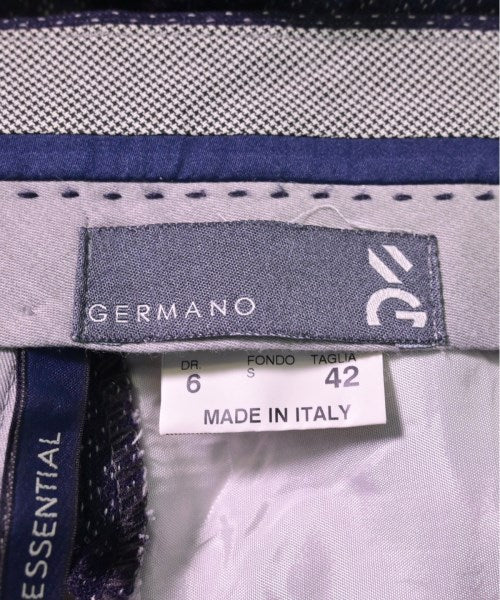 GERMANO
G
DR. FONDO TAGLIA
6 S 42
MADE IN ITALY
ESSENTIAL